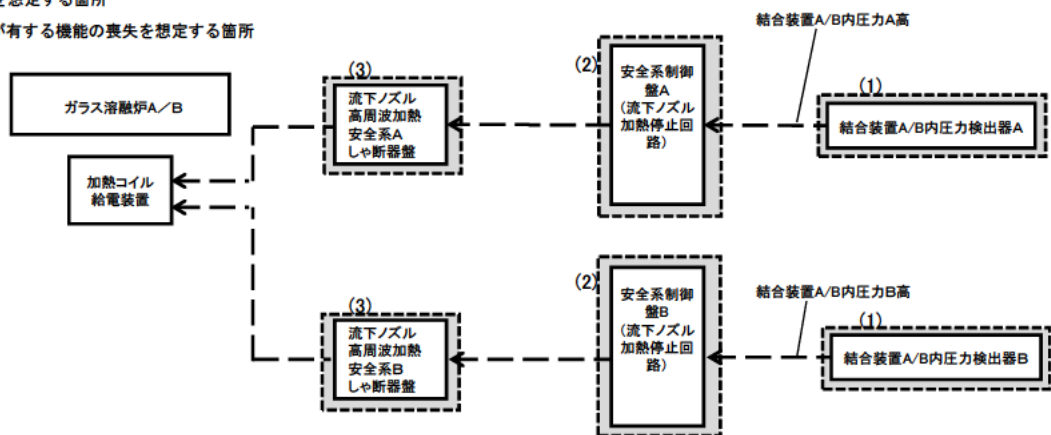 を想定する箇所
が有する機能の喪失を想定する箇所
ガラス溶融炉A／B
加熱コイル
給電装置
(3)
流下ノズル
高周波加熱
安全系A
しゃ断器盤
(2)
安全系制御
盤A
(流下ノズル
加熱停止回
路)
結合装置A/B内圧力A高
(1)
結合装置A/B内圧力検出器A
(3)
流下ノズル
高周波加熱
安全系B
しゃ断器盤
(2)
安全系制御
盤B
(流下ノズル
加熱停止回
路)
結合装置A/B内圧力B高
(1)
結合装置A/B内圧力検出器B